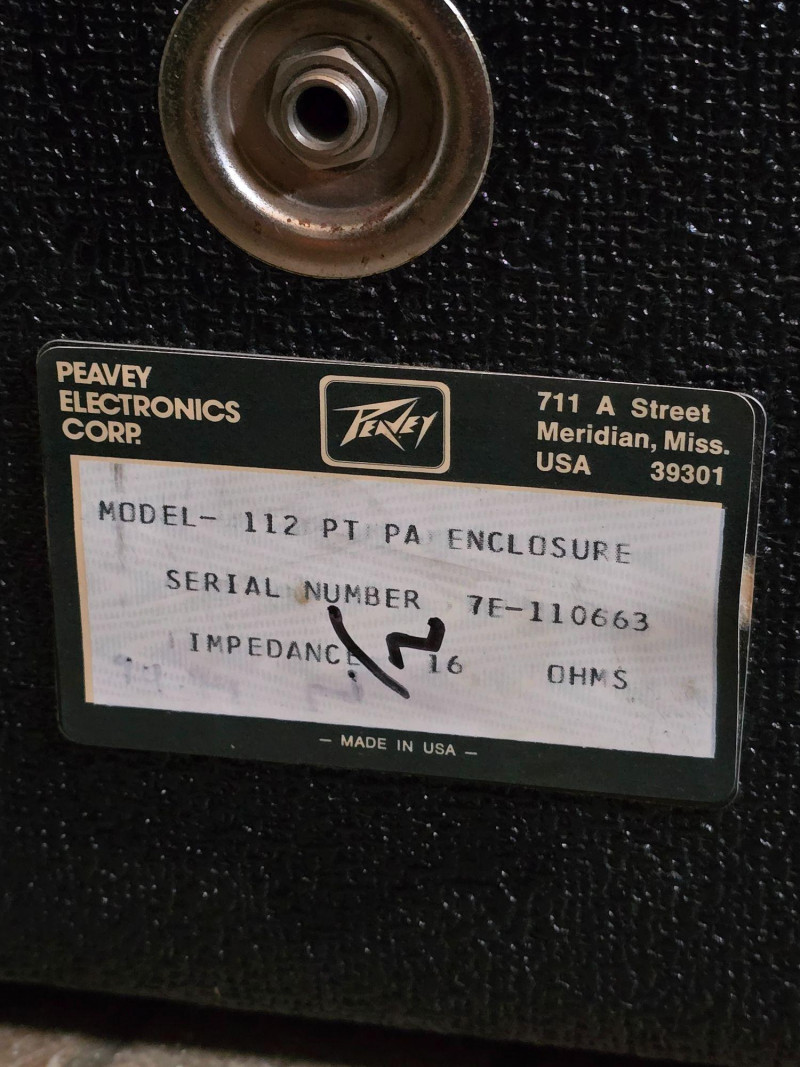 PEAVEY
ELECTRONICS
CORP.
PEAVEY
711 A Street
Meridian, Miss.
USA 39301
MODEL- 112 PT PA ENCLOSURE
SERIAL NUMBER 7E-110663
IMPEDANCE 16 OHMS
— MADE IN USA —